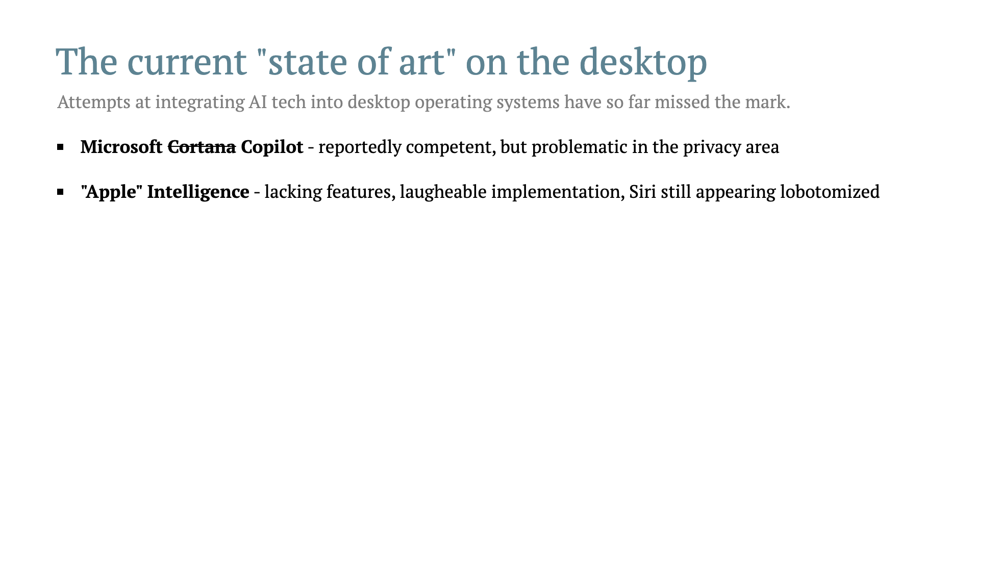 The current "state of art" on the desktop
Attempts at integrating AI tech into desktop operating systems have so far missed the mark.
▪ Microsoft Cortana Copilot - reportedly competent, but problematic in the privacy area
▪ "Apple" Intelligence - lacking features, laugheable implementation, Siri still appearing lobotomized